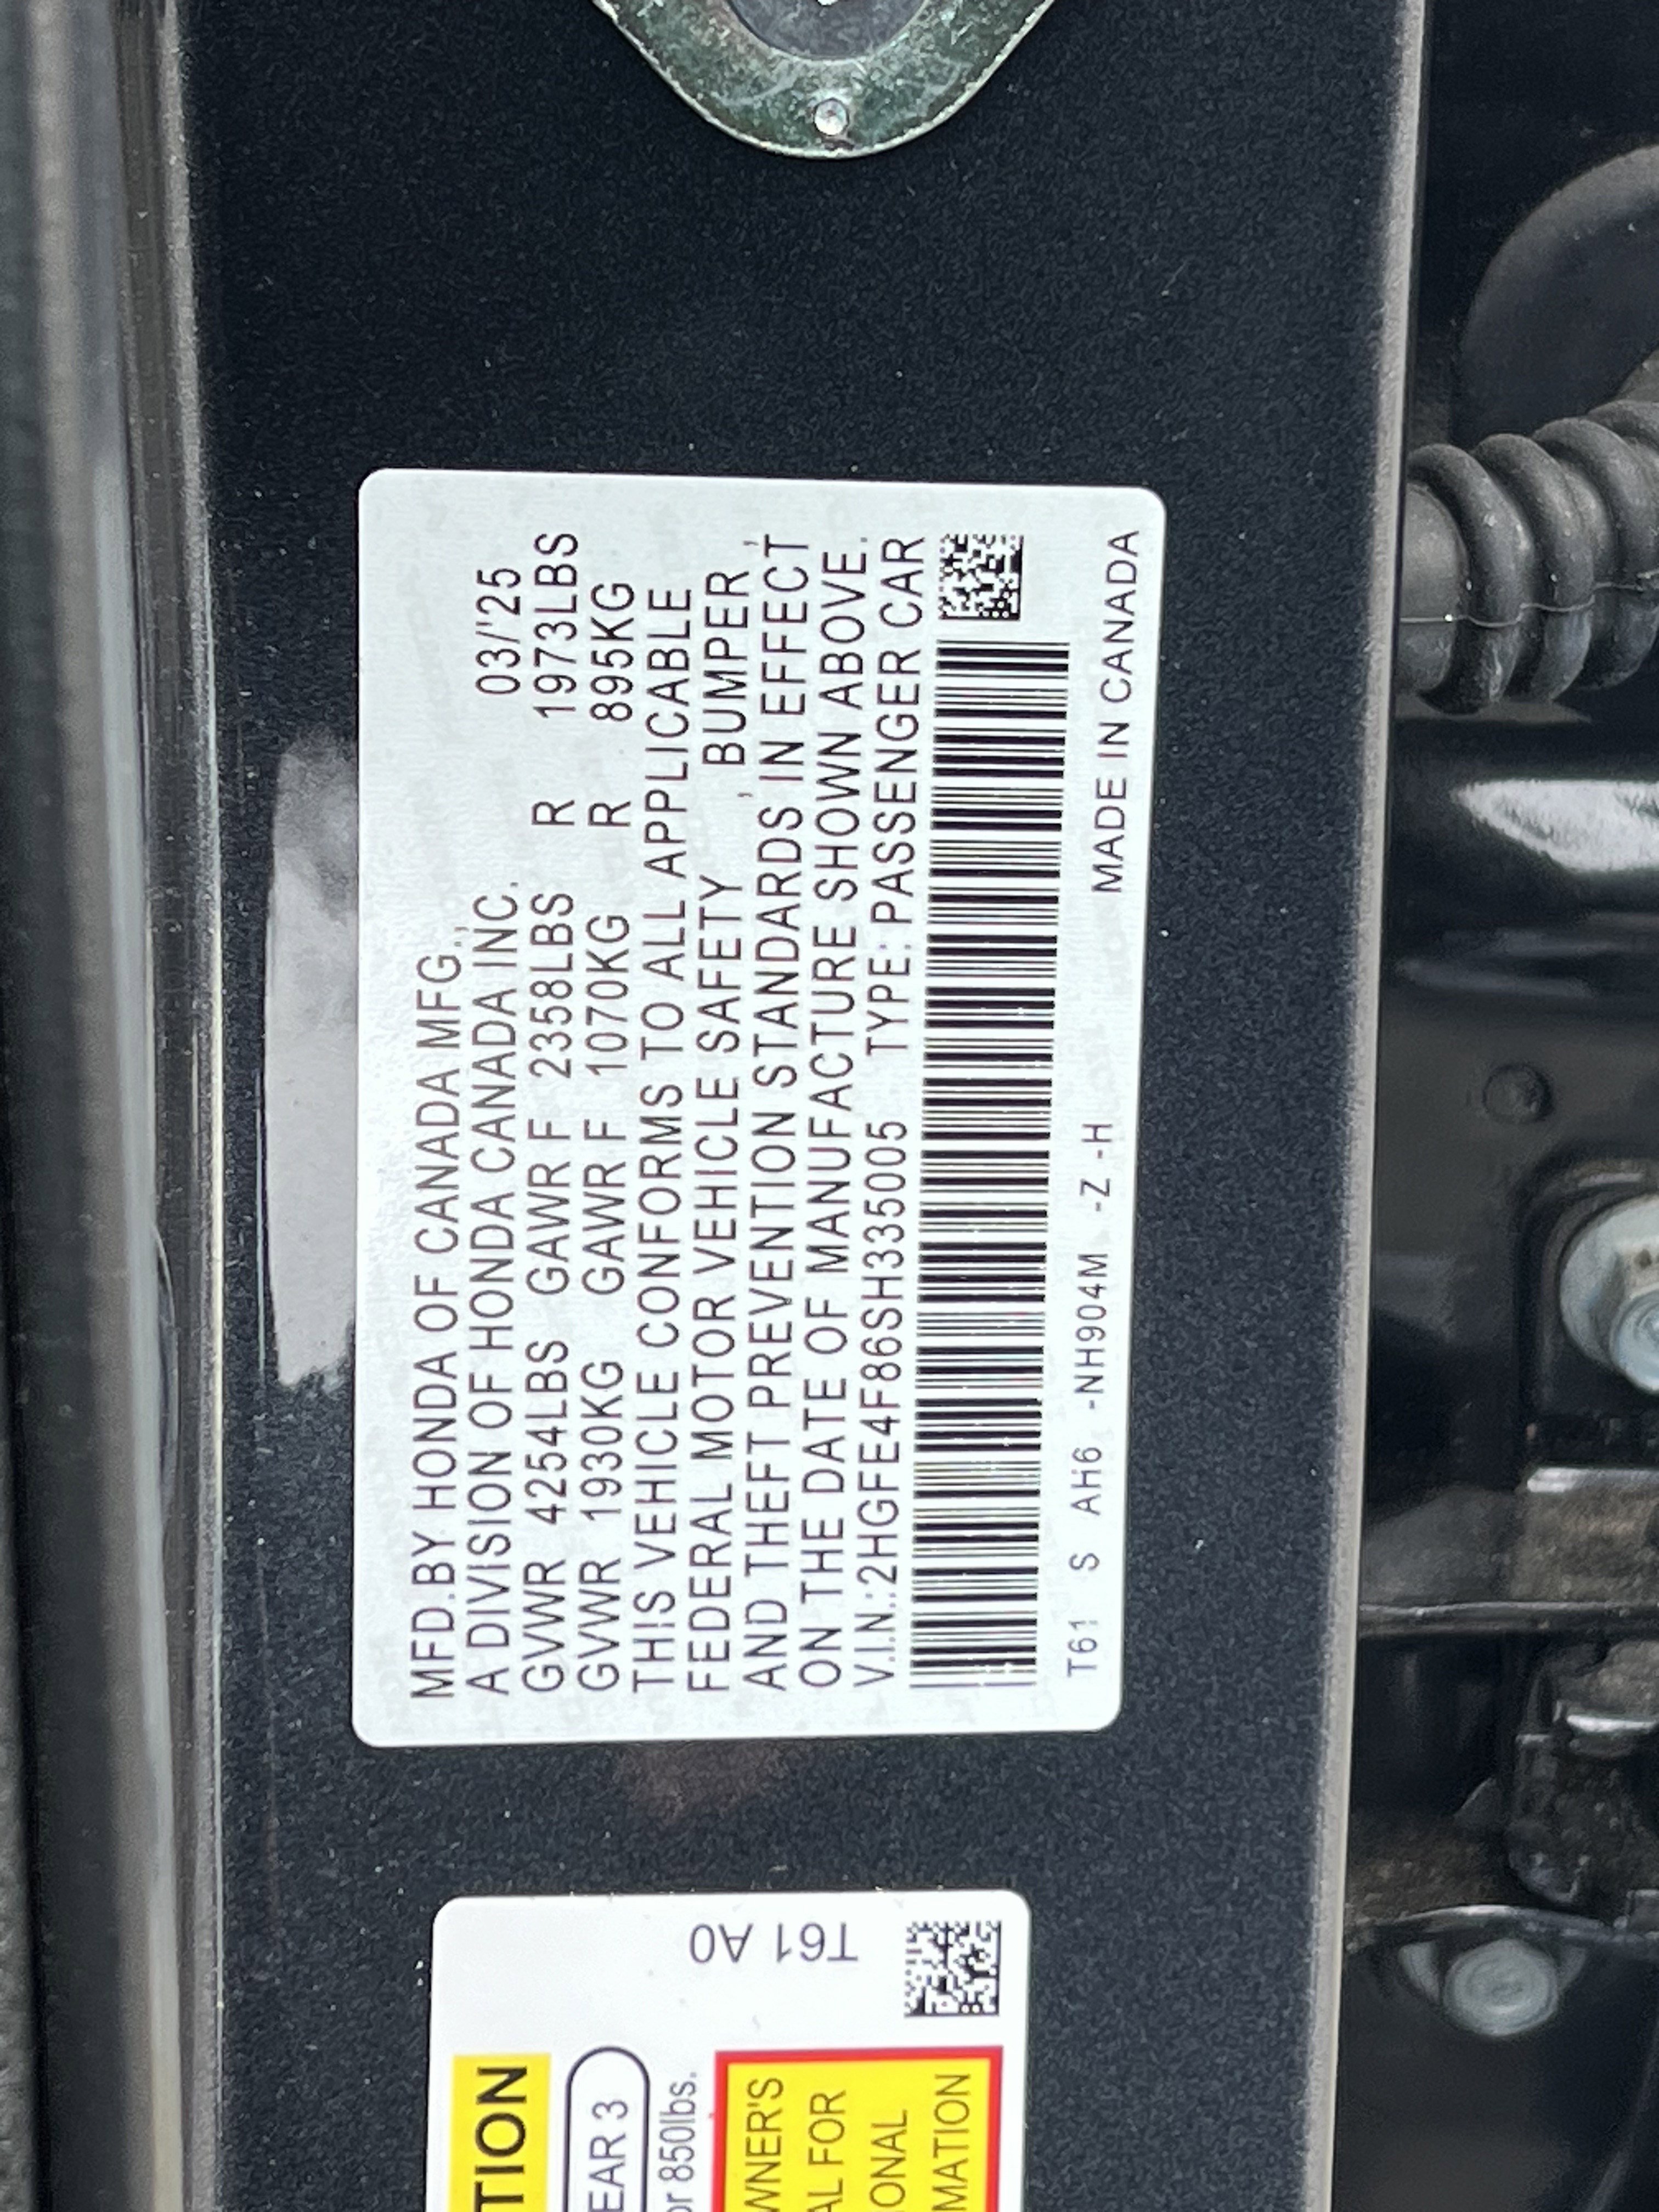 MFD.BY HONDA OF CANADA MFG.,
A DIVISION OF HONDA CANADA INC. 03/'25
GVWR 4254LBS GAWR F 2358LBS R 1973LBS
GVWR 1930KG GAWR F 1070KG R 895KG
THIS VEHICLE CONFORMS TO ALL APPLICABLE
FEDERAL MOTOR VEHICLE SAFETY , BUMPER ,
AND THEFT PREVENTION STANDARDS IN EFFECT
ON THE DATE OF MANUFACTURE SHOWN ABOVE.
V.I.N.:2HGFE4F86SH335005 TYPE: PASSENGER CAR
T61 S AH6 -NH904M -Z -H MADE IN CANADA
T61 A0
TION
EAR 3
or 850lbs.
WNER'S
AL FOR
ONAL
MATION